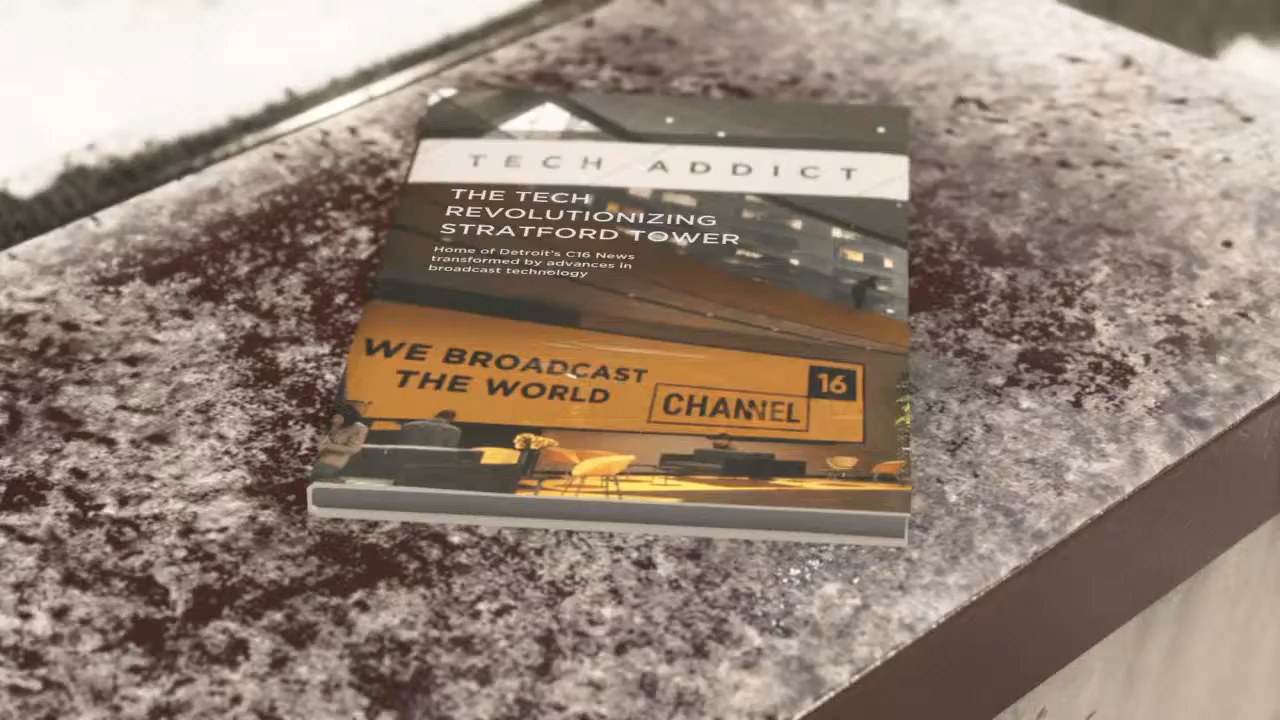 TECH ADDICT
THE TECH
REVOLUTIONIZING
STRATFORD TOWER
Home of Detroit's C16 News
transformed by advances in
broadcast technology
WE BROADCAST
THE WORLD
CHANNEL
16